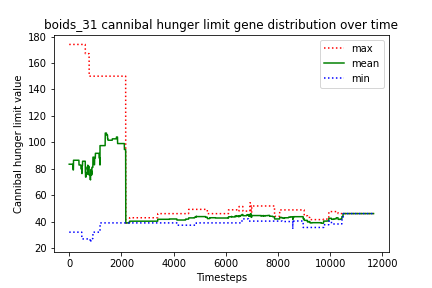 boids_31 cannibal hunger limit gene distribution over time
Cannibal hunger limit value
180
160
140
120
100
80
60
40
20
max
mean
min
0
2000
4000
6000
8000
10000
12000
Timesteps